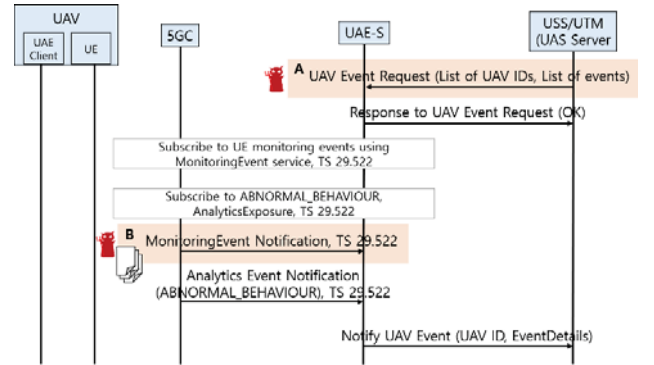 UAV
UAE
Client
UE
5GC
UAE-S
USS/UTM
(UAS Server
A
UAV Event Request (List of UAV IDs, List of events)
Response to UAV Event Request (OK)
Subscribe to UE monitoring events using
MonitoringEvent service, TS 29.522
Subscribe to ABNORMAL_BEHAVIOUR,
AnalyticsExposure, TS 29.522
B
MonitoringEvent Notification, TS 29.522
Analytics Event Notification
(ABNORMAL_BEHAVIOUR), TS 29.522
Notify UAV Event (UAV ID, EventDetails)